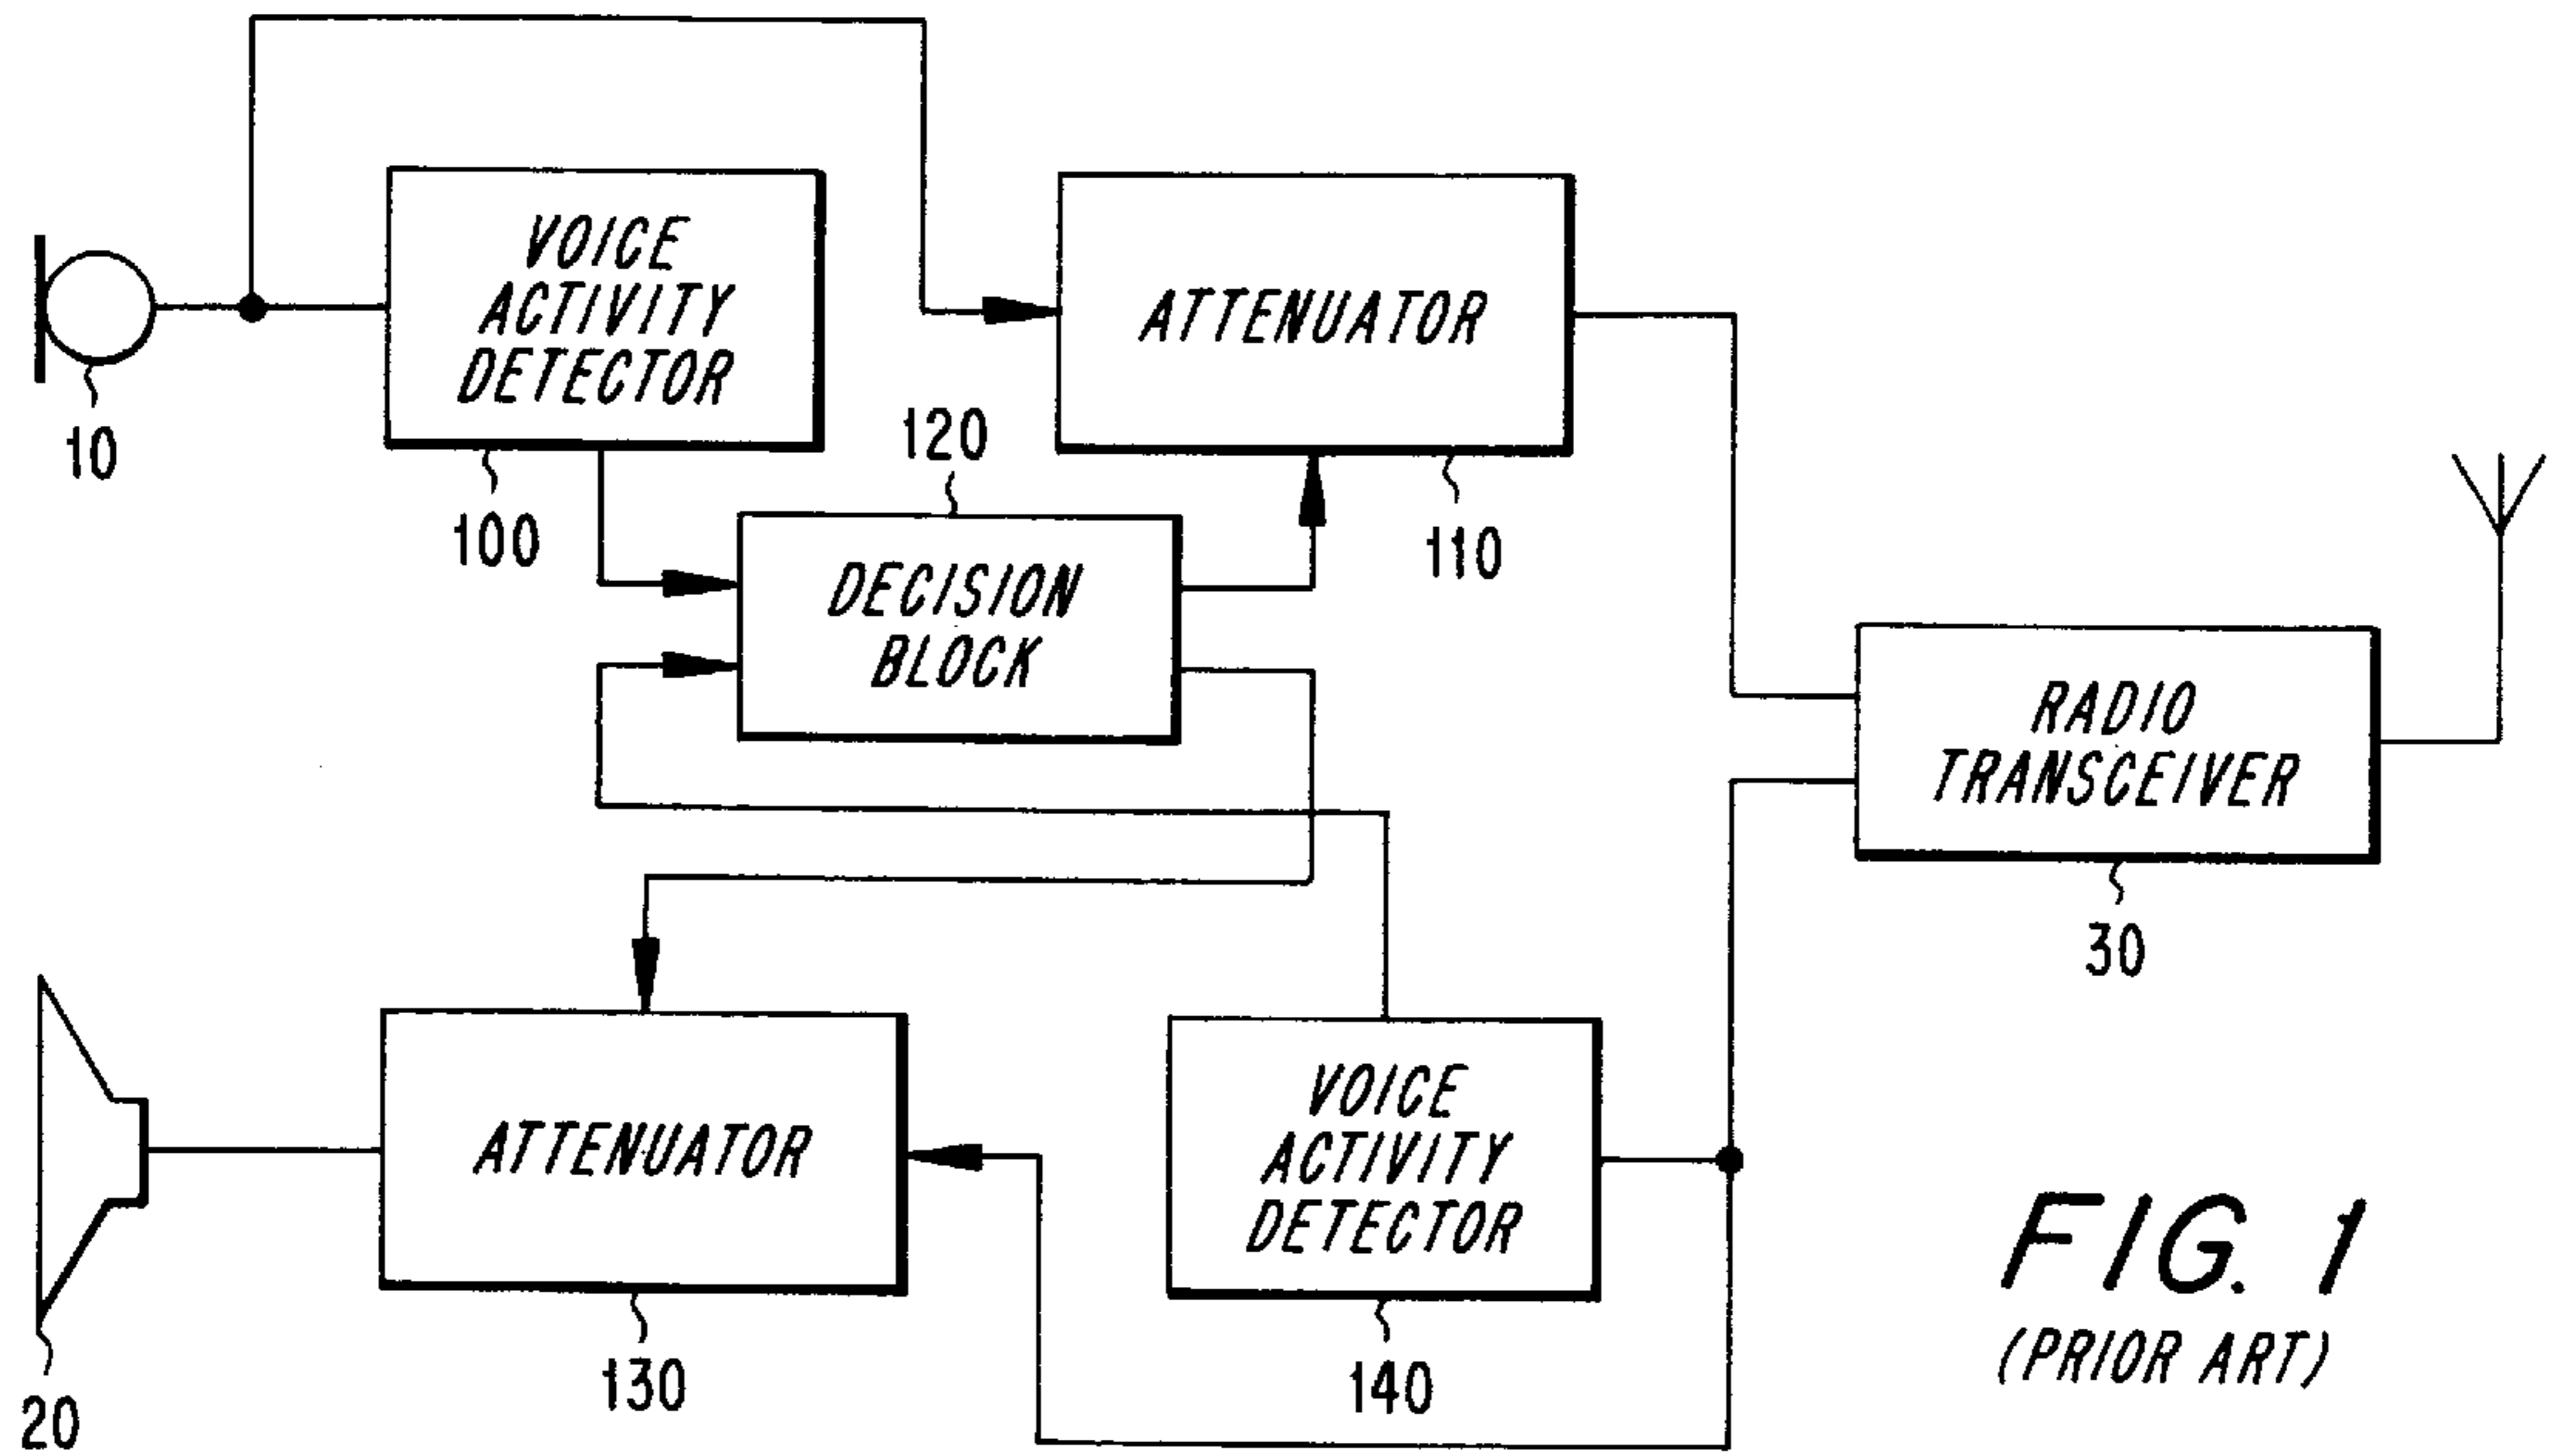 VOICE
ACTIVITY
DETECTOR
ATTENUATOR
10
100
120
110
DECISION
BLOCK
RADIO
TRANSCEIVER
30
ATTENUATOR
VOICE
ACTIVITY
DETECTOR
20
130
140
FIG. 1
(PRIOR ART)